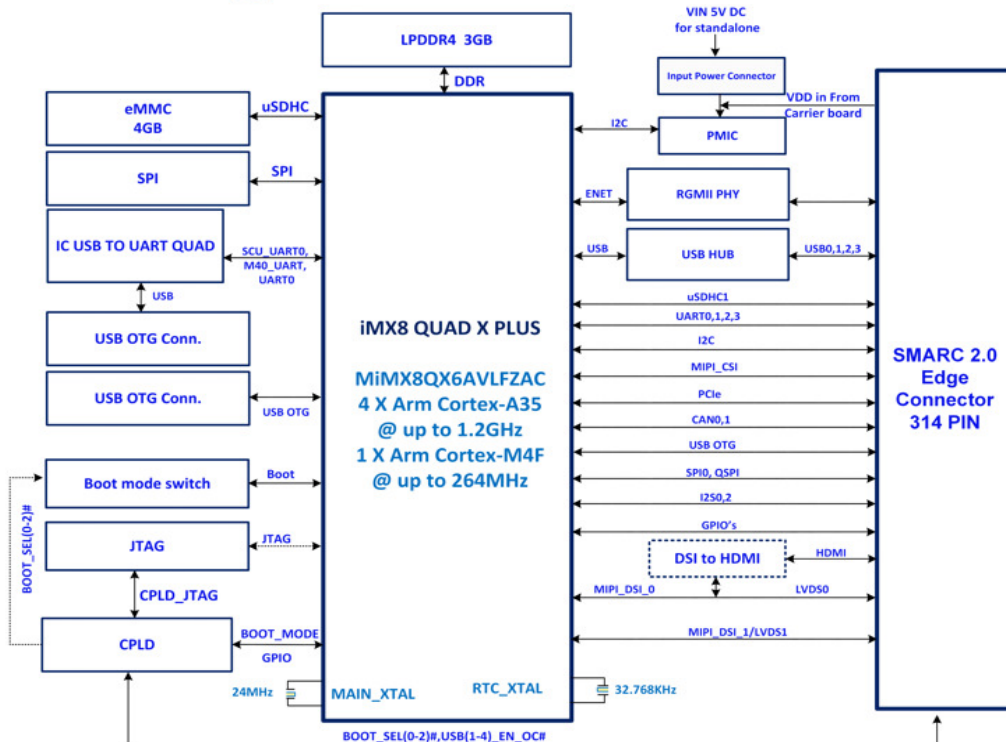 VIN 5V DC
for standalone
LPDDR4 3GB
DDR
Input Power Connector
VDD in From
Carrier board
I2C
PMIC
eMMC
4GB
uSDHC
SPI
SPI
IC USB TO UART QUAD
SCU_UART0,
M40_UART,
UART0
USB
USB OTG Conn.
USB OTG Conn.
USB OTG
Boot mode switch
Boot
BOOT_SEL(0-2)#
JTAG
JTAG
CPLD_JTAG
CPLD
BOOT_MODE
GPIO
24MHz
MAIN_XTAL
RTC_XTAL
32.768KHz
iMX8 QUAD X PLUS
MiMX8QX6AVLFZAC
4 X Arm Cortex-A35
@ up to 1.2GHz
1 X Arm Cortex-M4F
@ up to 264MHz
ENET
RGMII PHY
USB
USB HUB
USB0,1,2,3
uSDHC1
UART0,1,2,3
I2C
MIPI_CSI
PCIe
CAN0,1
USB OTG
SPI0, QSPI
I2S0,2
GPIO's
DSI to HDMI
HDMI
MIPI_DSI_0
LVDS0
MIPI_DSI_1/LVDS1
SMARC 2.0
Edge
Connector
314 PIN
BOOT_SEL(0-2)#,USB(1-4)_EN_OC#